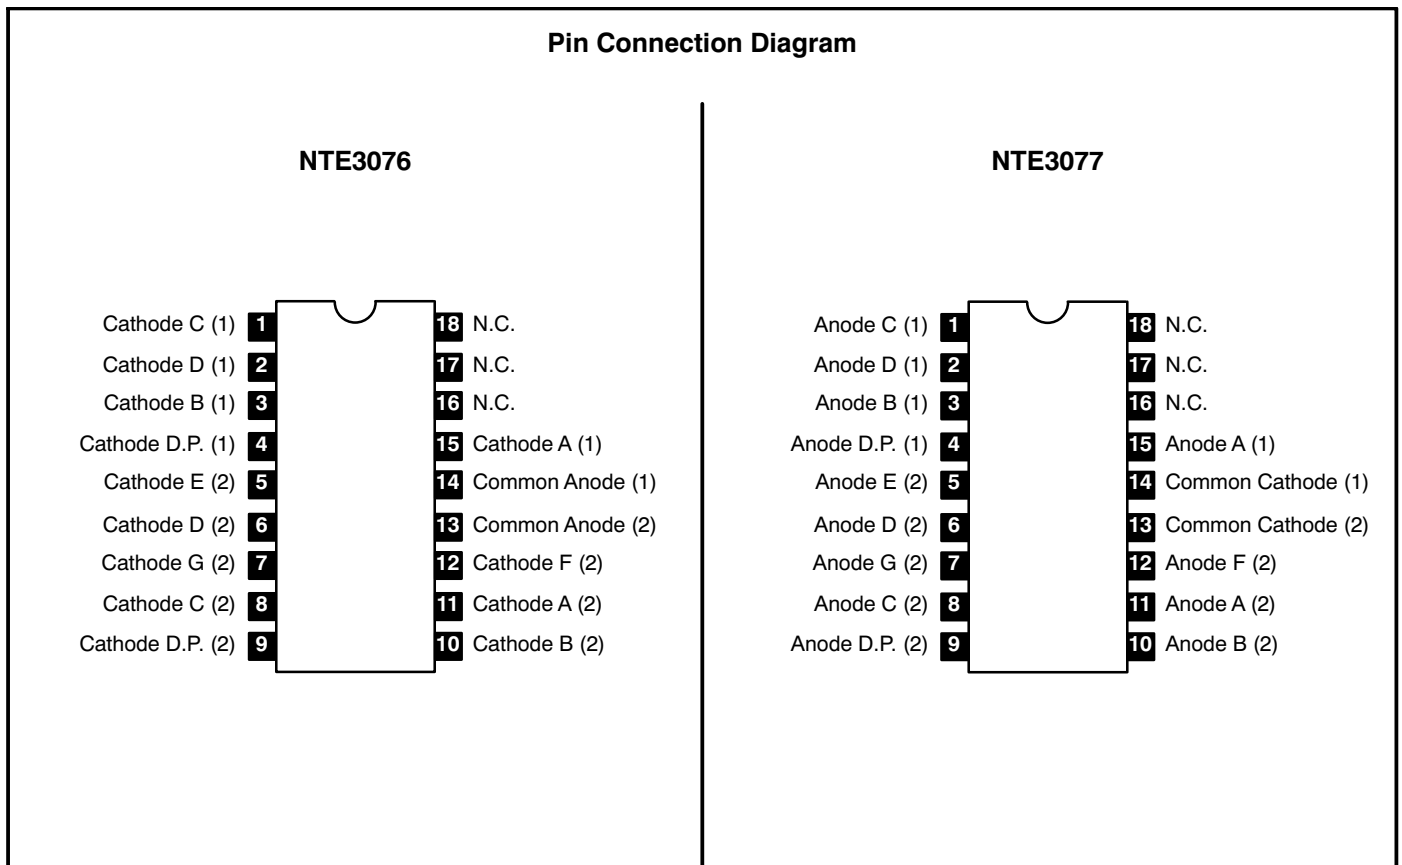 Pin Connection Diagram
NTE3076
Cathode C (1) 1 18 N.C.
Cathode D (1) 2 17 N.C.
Cathode B (1) 3 16 N.C.
Cathode D.P. (1) 4 15 Cathode A (1)
Cathode E (2) 5 14 Common Anode (1)
Cathode D (2) 6 13 Common Anode (2)
Cathode G (2) 7 12 Cathode F (2)
Cathode C (2) 8 11 Cathode A (2)
Cathode D.P. (2) 9 10 Cathode B (2)
NTE3077
Anode C (1) 1 18 N.C.
Anode D (1) 2 17 N.C.
Anode B (1) 3 16 N.C.
Anode D.P. (1) 4 15 Anode A (1)
Anode E (2) 5 14 Common Cathode (1)
Anode D (2) 6 13 Common Cathode (2)
Anode G (2) 7 12 Anode F (2)
Anode C (2) 8 11 Anode A (2)
Anode D.P. (2) 9 10 Anode B (2)